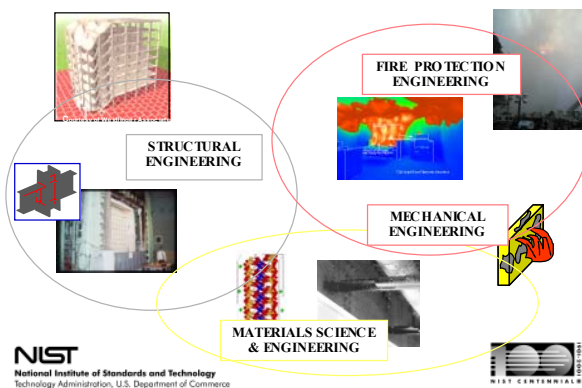 FIRE PROTECTION
ENGINEERING
STRUCTURAL
ENGINEERING
MECHANICAL
ENGINEERING
MATERIALS SCIENCE
& ENGINEERING
NIST
National Institute of Standards and Technology
Technology Administration, U.S. Department of Commerce
NIST CENTENNIAL